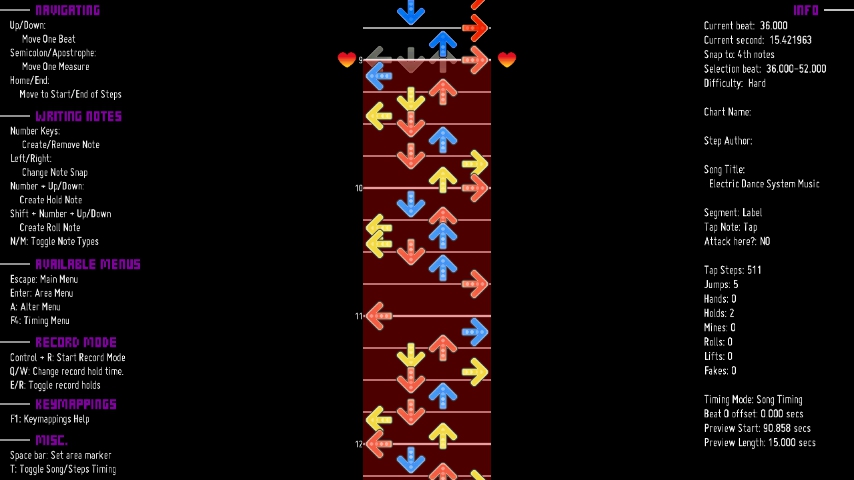 NAVIGATING
Up/Down:
Move One Beat
Semicolon/Apostrophe:
Move One Measure
Home/End:
Move to Start/End of Steps
WRITING NOTES
Number Keys:
Create/Remove Note
Left/Right:
Change Note Snap
Number + Up/Down:
Create Hold Note
Shift + Number + Up/Down
Create Roll Note
N/M: Toggle Note Types
AVAILABLE MENUS
Escape: Main Menu
Enter: Area Menu
A: Alter Menu
F4: Timing Menu
RECORD MODE
Control + R: Start Record Mode
Q/W: Change record hold time.
E/R: Toggle record holds
KEYMAPPINGS
F1: Keymappings Help
MISC.
Space bar: Set area marker
T: Toggle Song/Steps Timing
9
10
11
12
INFO
Current beat: 36.000
Current second: 15.421963
Snap to: 4th notes
Selection beat: 36.000-52.000
Difficulty: Hard
Chart Name:
Step Author:
Song Title:
Electric Dance System Music
Segment: Label
Tap Note: Tap
Attack here?: NO
Tap Steps: 511
Jumps: 5
Hands: 0
Holds: 2
Mines: 0
Rolls: 0
Lifts: 0
Fakes: 0
Timing Mode: Song Timing
Beat 0 offset: 0.000 secs
Preview Start: 90.858 secs
Preview Length: 15.000 secs